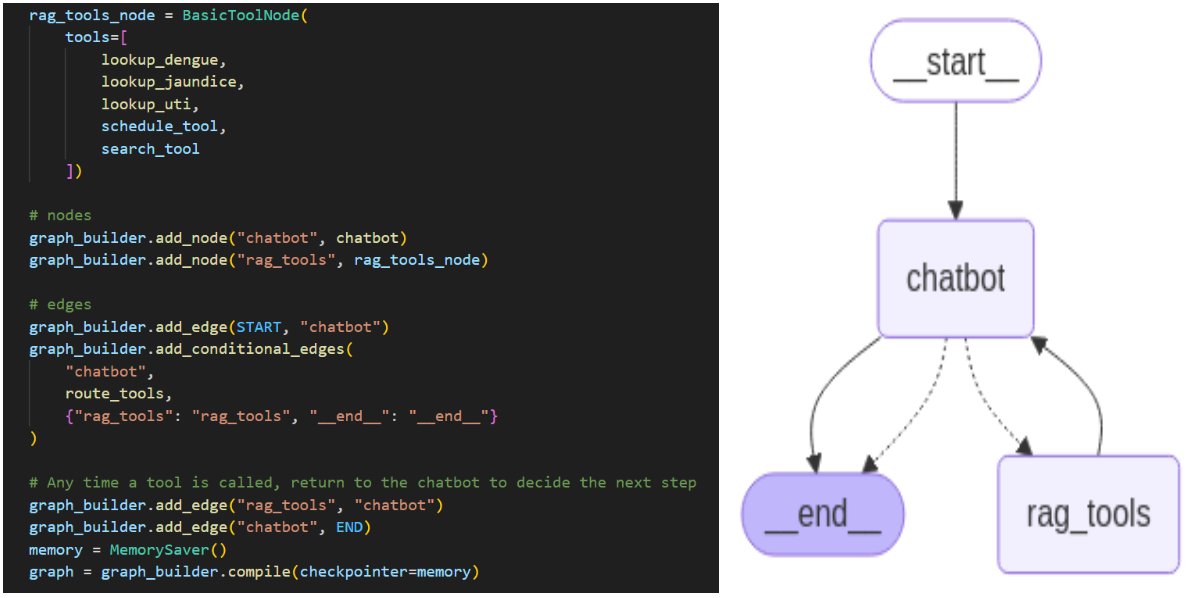 rag_tools_node = BasicToolNode(
    tools=[
        lookup_dengue,
        lookup_jaundice,
        lookup_uti,
        schedule_tool,
        search_tool
    ])
# nodes
graph_builder.add_node("chatbot", chatbot)
graph_builder.add_node("rag_tools", rag_tools_node)
# edges
graph_builder.add_edge(START, "chatbot")
graph_builder.add_conditional_edges(
    "chatbot",
    route_tools,
    {"rag_tools": "rag_tools", "__end__": "__end__"}
)
# Any time a tool is called, return to the chatbot to decide the next step
graph_builder.add_edge("rag_tools", "chatbot")
graph_builder.add_edge("chatbot", END)
memory = MemorySaver()
graph = graph_builder.compile(checkpointer=memory)
__start__
chatbot
__end__
rag_tools